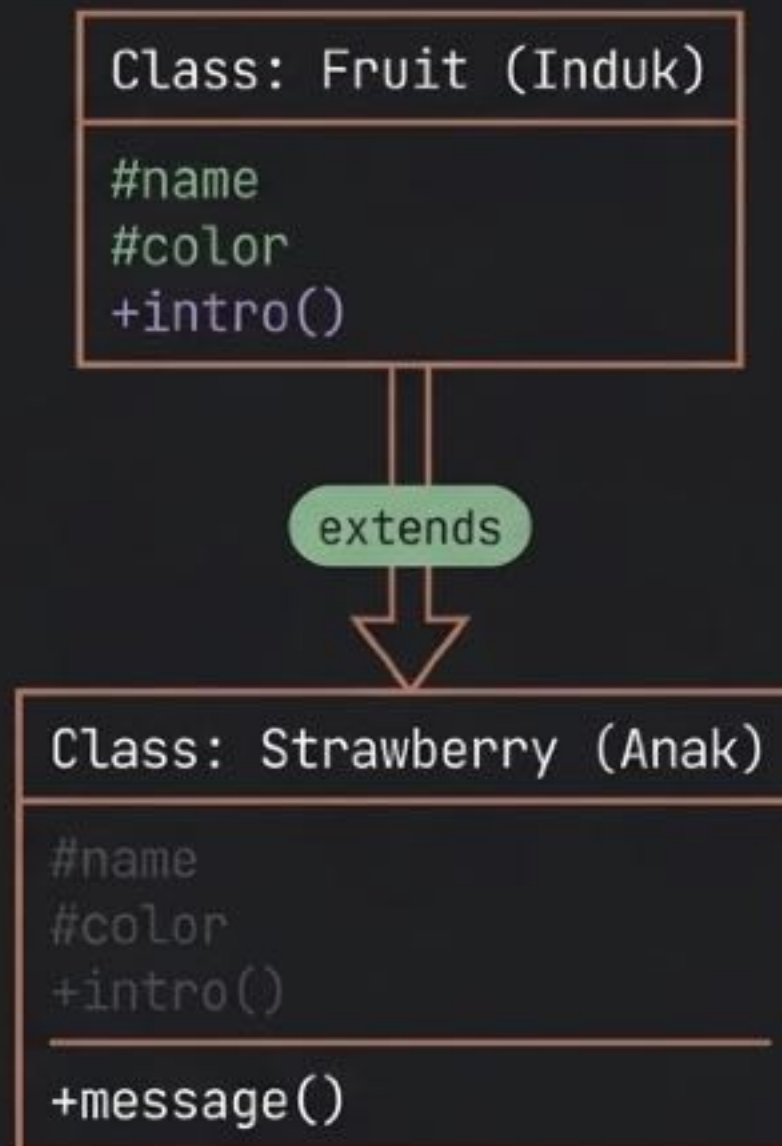 Class: Fruit (Induk)
#name
#color
+intro()
extends
Class: Strawberry (Anak)
#name
#color
+intro()
+message()